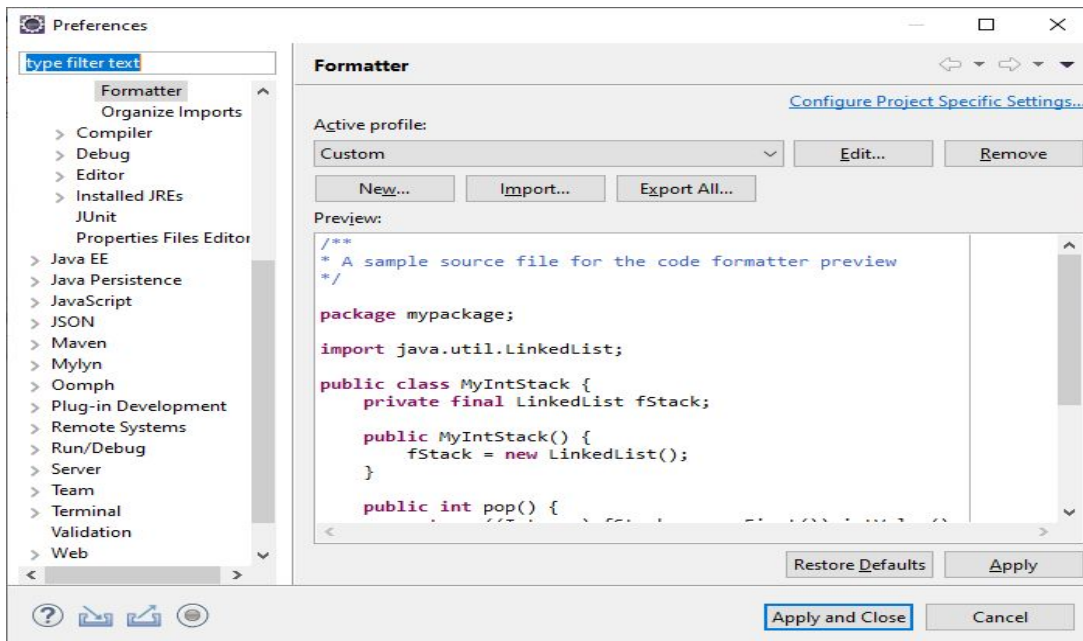 Preferences
type filter text
Formatter
Organize Imports
Compiler
Debug
Editor
Installed JREs
JUnit
Properties Files Editor
Java EE
Java Persistence
JavaScript
JSON
Maven
Mylyn
Oomph
Plug-in Development
Remote Systems
Run/Debug
Server
Team
Terminal
Validation
Web
Formatter
Configure Project Specific Settings...
Active profile:
Custom
Edit...
Remove
New...
Import...
Export All...
Preview:
/**
* A sample source file for the code formatter preview
*/
package mypackage;
import java.util.LinkedList;
public class MyIntStack {
private final LinkedList fStack;
public MyIntStack() {
fStack = new LinkedList();
}
public int pop() {
Restore Defaults
Apply
?
Apply and Close
Cancel